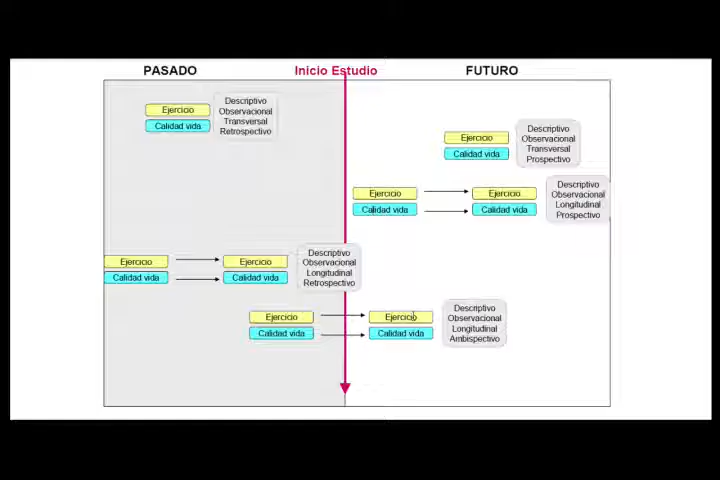 PASADO
Inicio Estudio
FUTURO
Ejercicio
Calidad vida
Descriptivo
Observacional
Transversal
Retrospectivo
Ejercicio
Calidad vida
Descriptivo
Observacional
Transversal
Prospectivo
Ejercicio
Calidad vida
Ejercicio
Calidad vida
Descriptivo
Observacional
Longitudinal
Prospectivo
Ejercicio
Calidad vida
Ejercicio
Calidad vida
Descriptivo
Observacional
Longitudinal
Retrospectivo
Ejercicio
Calidad vida
Ejercicio
Calidad vida
Descriptivo
Observacional
Longitudinal
Ambispectivo